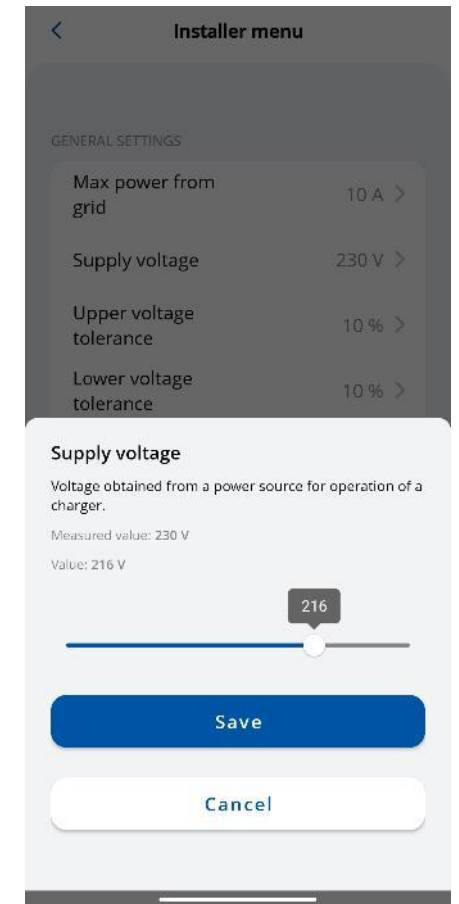 Installer menu
GENERAL SETTINGS
Max power from
grid
10 A
Supply voltage
230 V
Upper voltage
tolerance
10 %
Lower voltage
tolerance
10 %
Supply voltage
Voltage obtained from a power source for operation of a
charger.
Measured value: 230 V
Value: 216 V
216
Save
Cancel